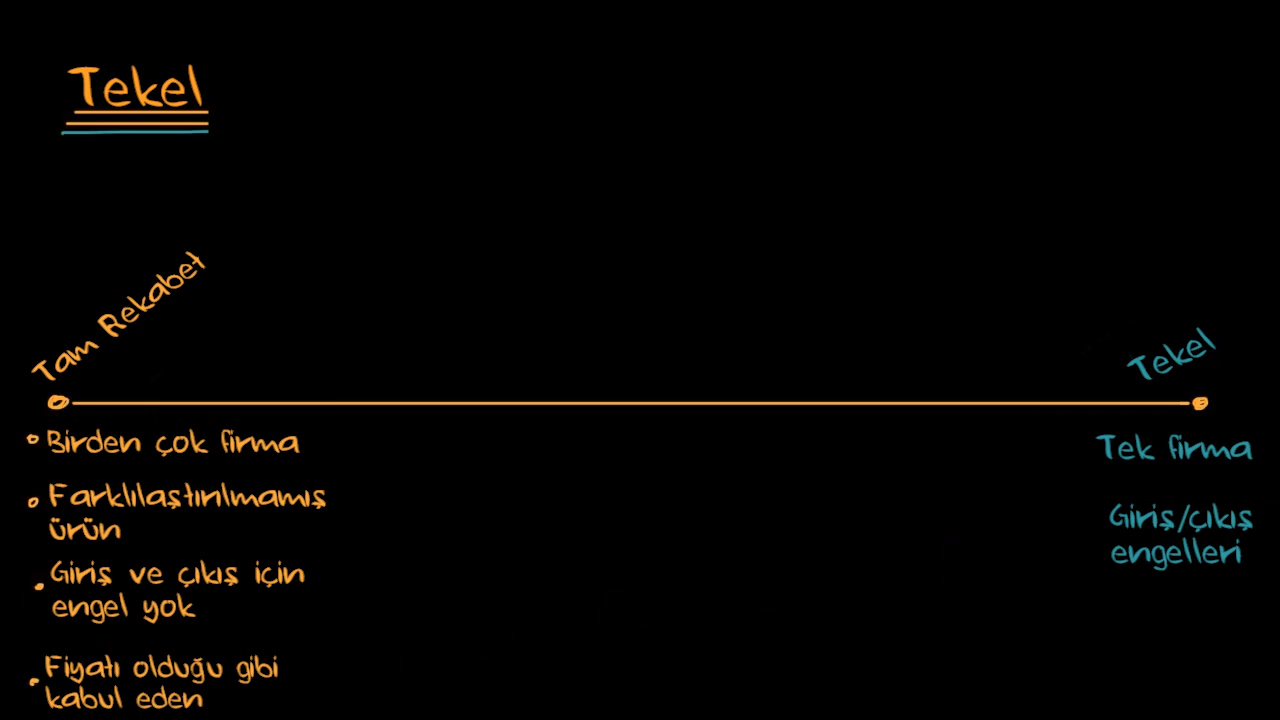 Tekel
Tam Rekabet
Tekel
Birden çok firma
Farklılaştırılmamış
ürün
Giriş ve çıkış için
engel yok
Fiyatı olduğu gibi
kabul eden
Tek firma
Giriş/çıkış
engelleri